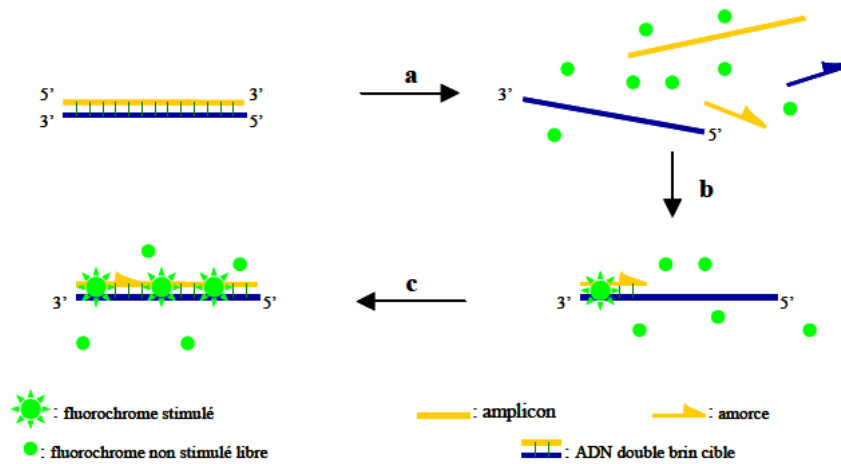 a
5’ 3’
3’ 5’
3’
5’
b
c
3’ 5’
3’ 5’
: fluorochrome stimulé
: amplicon
: amorce
: fluorochrome non stimulé libre
: ADN double brin cible